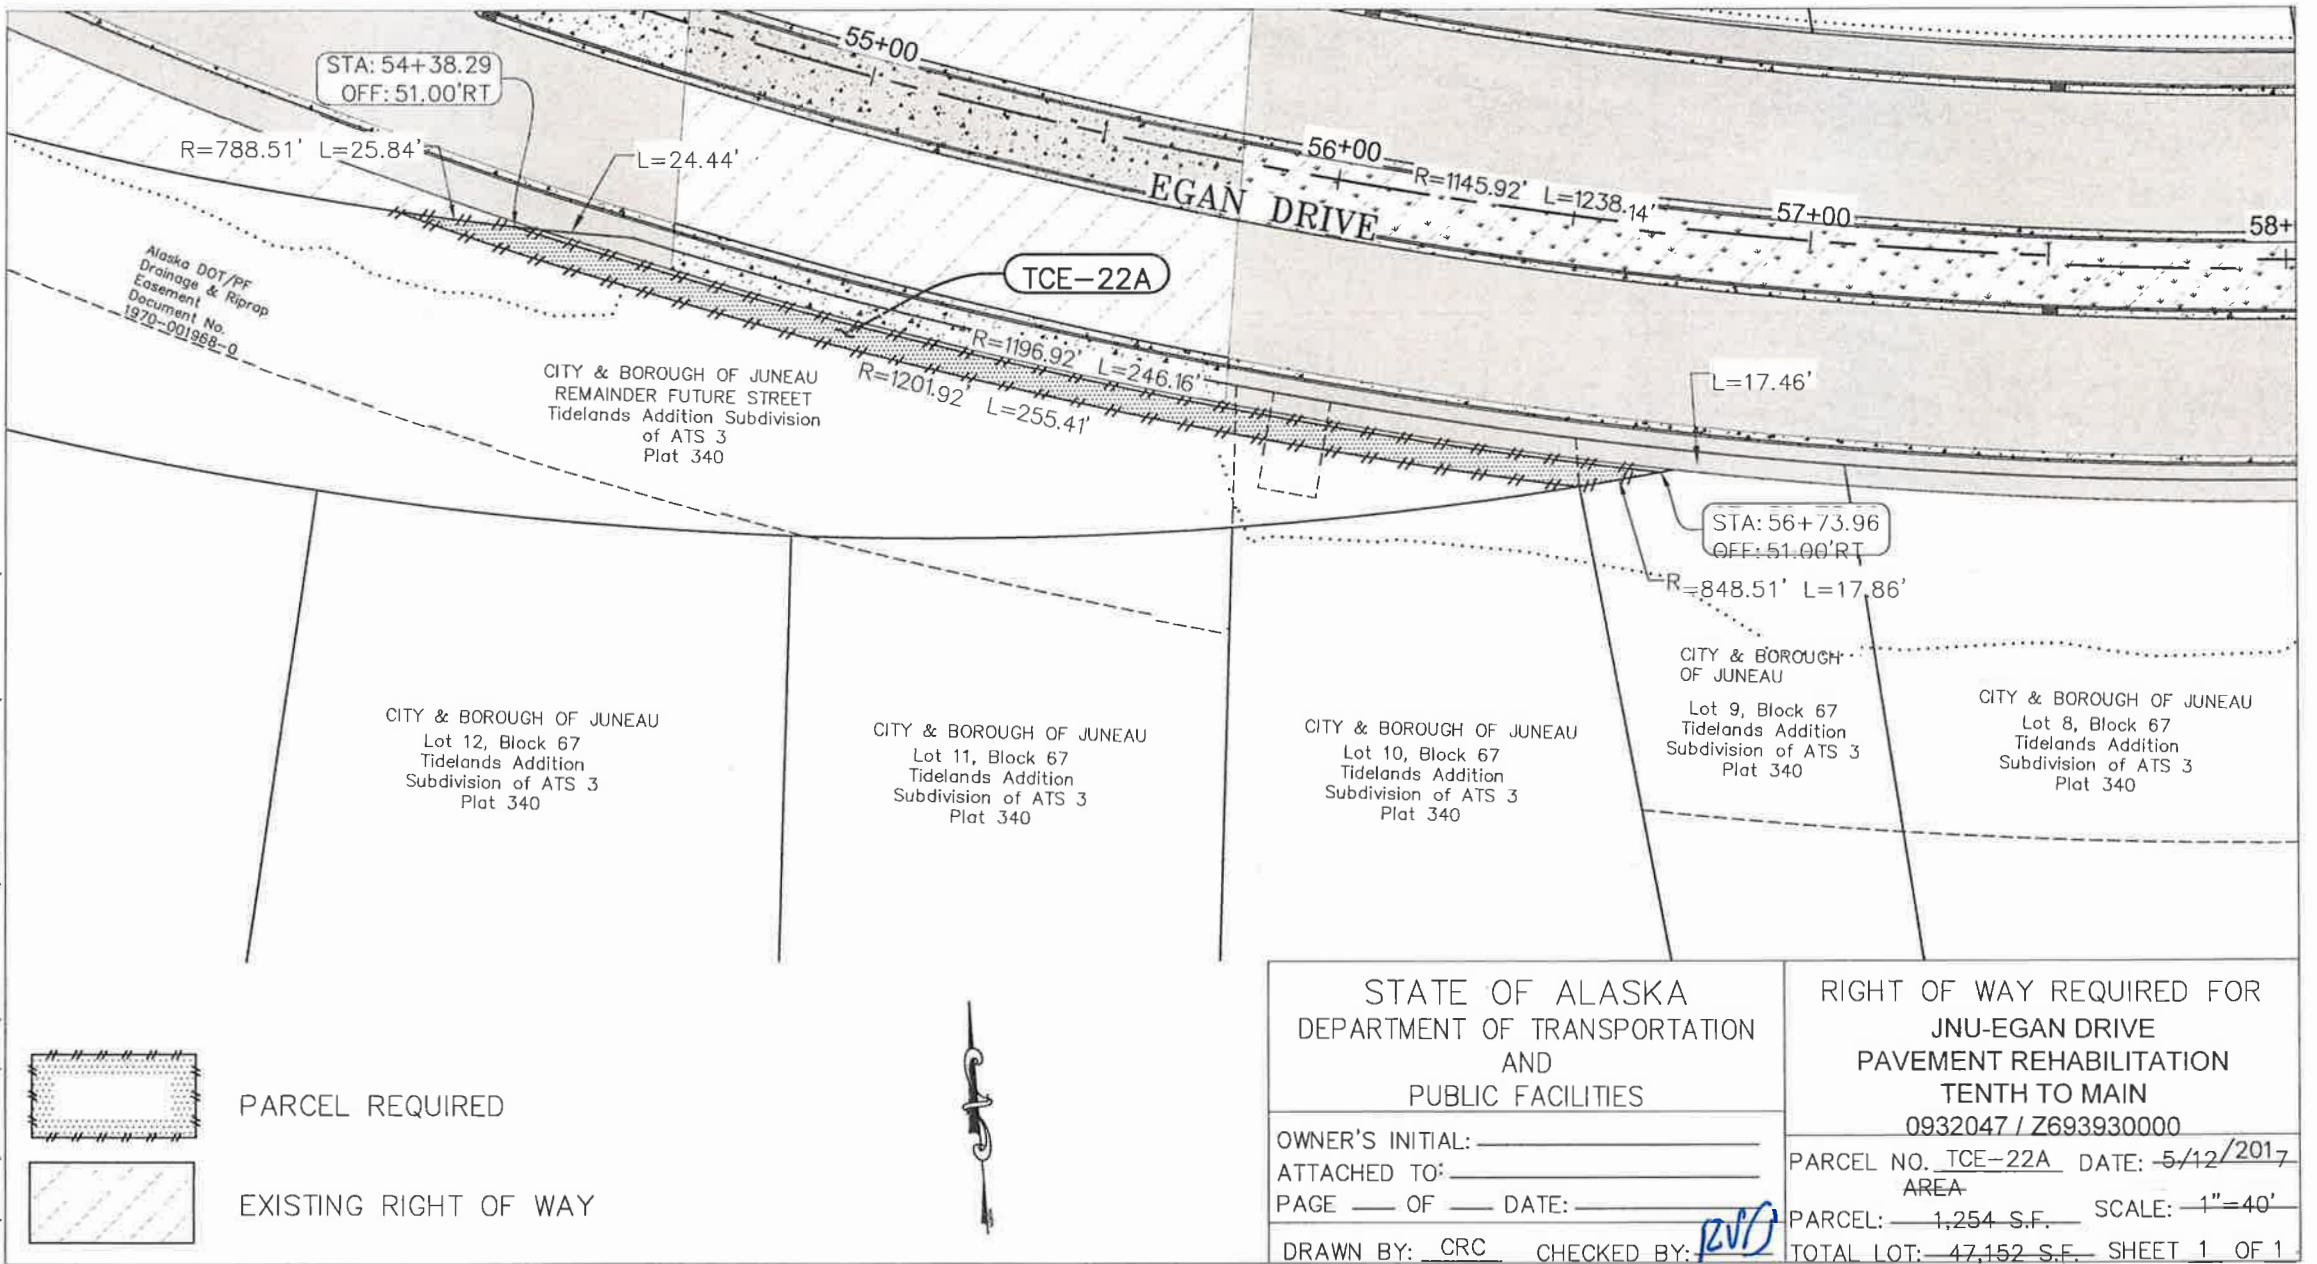 55+00
STA: 54+38.29
OFF: 51.00'RT
R=788.51' L=25.84'
L=24.44'
56+00
R=1145.92' L=1238.14'
57+00
58+
EGAN DRIVE
TCE-22A
Alaska DOT/PF
Drainage & Riprap
Easement
Document No.
1970-001968-0
R=1196.92' L=246.16'
R=1201.92' L=255.41'
L=17.46'
CITY & BOROUGH OF JUNEAU
REMAINDER FUTURE STREET
Tidelands Addition Subdivision
of ATS 3
Plat 340
STA: 56+73.96
OFF: 51.00'RT
R=848.51' L=17.86'
CITY & BOROUGH OF JUNEAU
Lot 12, Block 67
Tidelands Addition
Subdivision of ATS 3
Plat 340
CITY & BOROUGH OF JUNEAU
Lot 11, Block 67
Tidelands Addition
Subdivision of ATS 3
Plat 340
CITY & BOROUGH OF JUNEAU
Lot 10, Block 67
Tidelands Addition
Subdivision of ATS 3
Plat 340
CITY & BOROUGH
OF JUNEAU
Lot 9, Block 67
Tidelands Addition
Subdivision of ATS 3
Plat 340
CITY & BOROUGH OF JUNEAU
Lot 8, Block 67
Tidelands Addition
Subdivision of ATS 3
Plat 340
PARCEL REQUIRED
EXISTING RIGHT OF WAY
STATE OF ALASKA
DEPARTMENT OF TRANSPORTATION
AND
PUBLIC FACILITIES
OWNER'S INITIAL:
ATTACHED TO:
PAGE OF DATE:
DRAWN BY: CRC CHECKED BY:
RIGHT OF WAY REQUIRED FOR
JNU-EGAN DRIVE
PAVEMENT REHABILITATION
TENTH TO MAIN
0932047 / Z693930000
PARCEL NO. TCE-22A DATE: 5/12/2017
AREA
PARCEL: 1,254 S.F. SCALE: 1"=40'
TOTAL LOT: 47,152 S.F. SHEET 1 OF 1